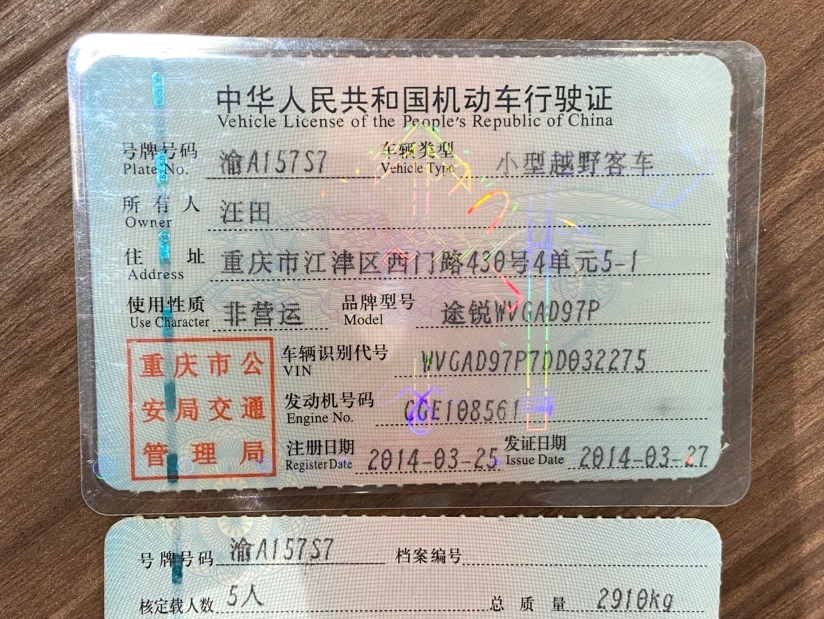 中华人民共和国机动车行驶证
Vehicle License of the People's Republic of China
号牌号码 渝A157S7 车辆类型 小型越野客车
Plate No. Vehicle Type
所有人 汪田
Owner
住址 重庆市江津区西门路430号4单元5-1
Address
使用性质 非营运 品牌型号 途锐WVGAD97P
Use Character Model
重庆市公安局交通管理局
车辆识别代号 WVGAD97P7DD032275
VIN
发动机号码 CGE108561
Engine No.
注册日期 2014-03-25 发证日期 2014-03-27
Register Date Issue Date
号牌号码 渝A157S7 档案编号
核定载人数 5人 总质量 2910kg